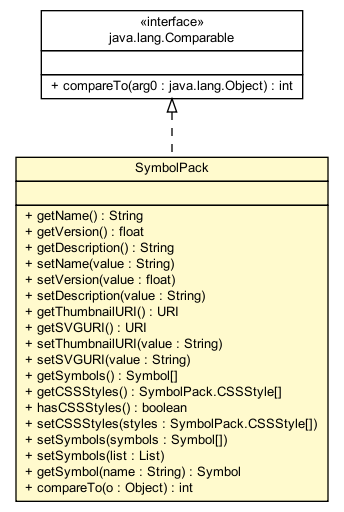 «interface»
java.lang.Comparable
+ compareTo(arg0 : java.lang.Object) : int
SymbolPack
+ getName() : String
+ getVersion() : float
+ getDescription() : String
+ setName(value : String)
+ setVersion(value : float)
+ setDescription(value : String)
+ getThumbnailURI() : URI
+ getSVGURI() : URI
+ setThumbnailURI(value : String)
+ setSVGURI(value : String)
+ getSymbols() : Symbol[]
+ getCSSStyles() : SymbolPack.CSSStyle[]
+ hasCSSStyles() : boolean
+ setCSSStyles(styles : SymbolPack.CSSStyle[])
+ setSymbols(symbols : Symbol[])
+ setSymbols(list : List)
+ getSymbol(name : String) : Symbol
+ compareTo(o : Object) : int